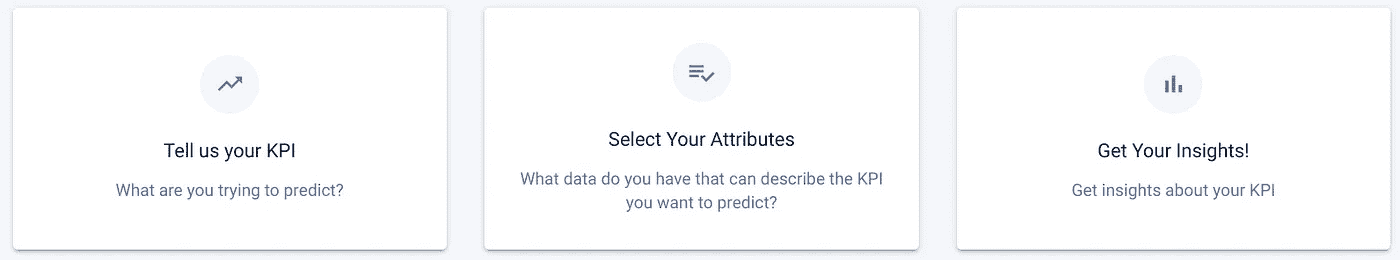 Tell us your KPI
What are you trying to predict?
Select Your Attributes
What data do you have that can describe the KPI
you want to predict?
Get Your Insights!
Get insights about your KPI